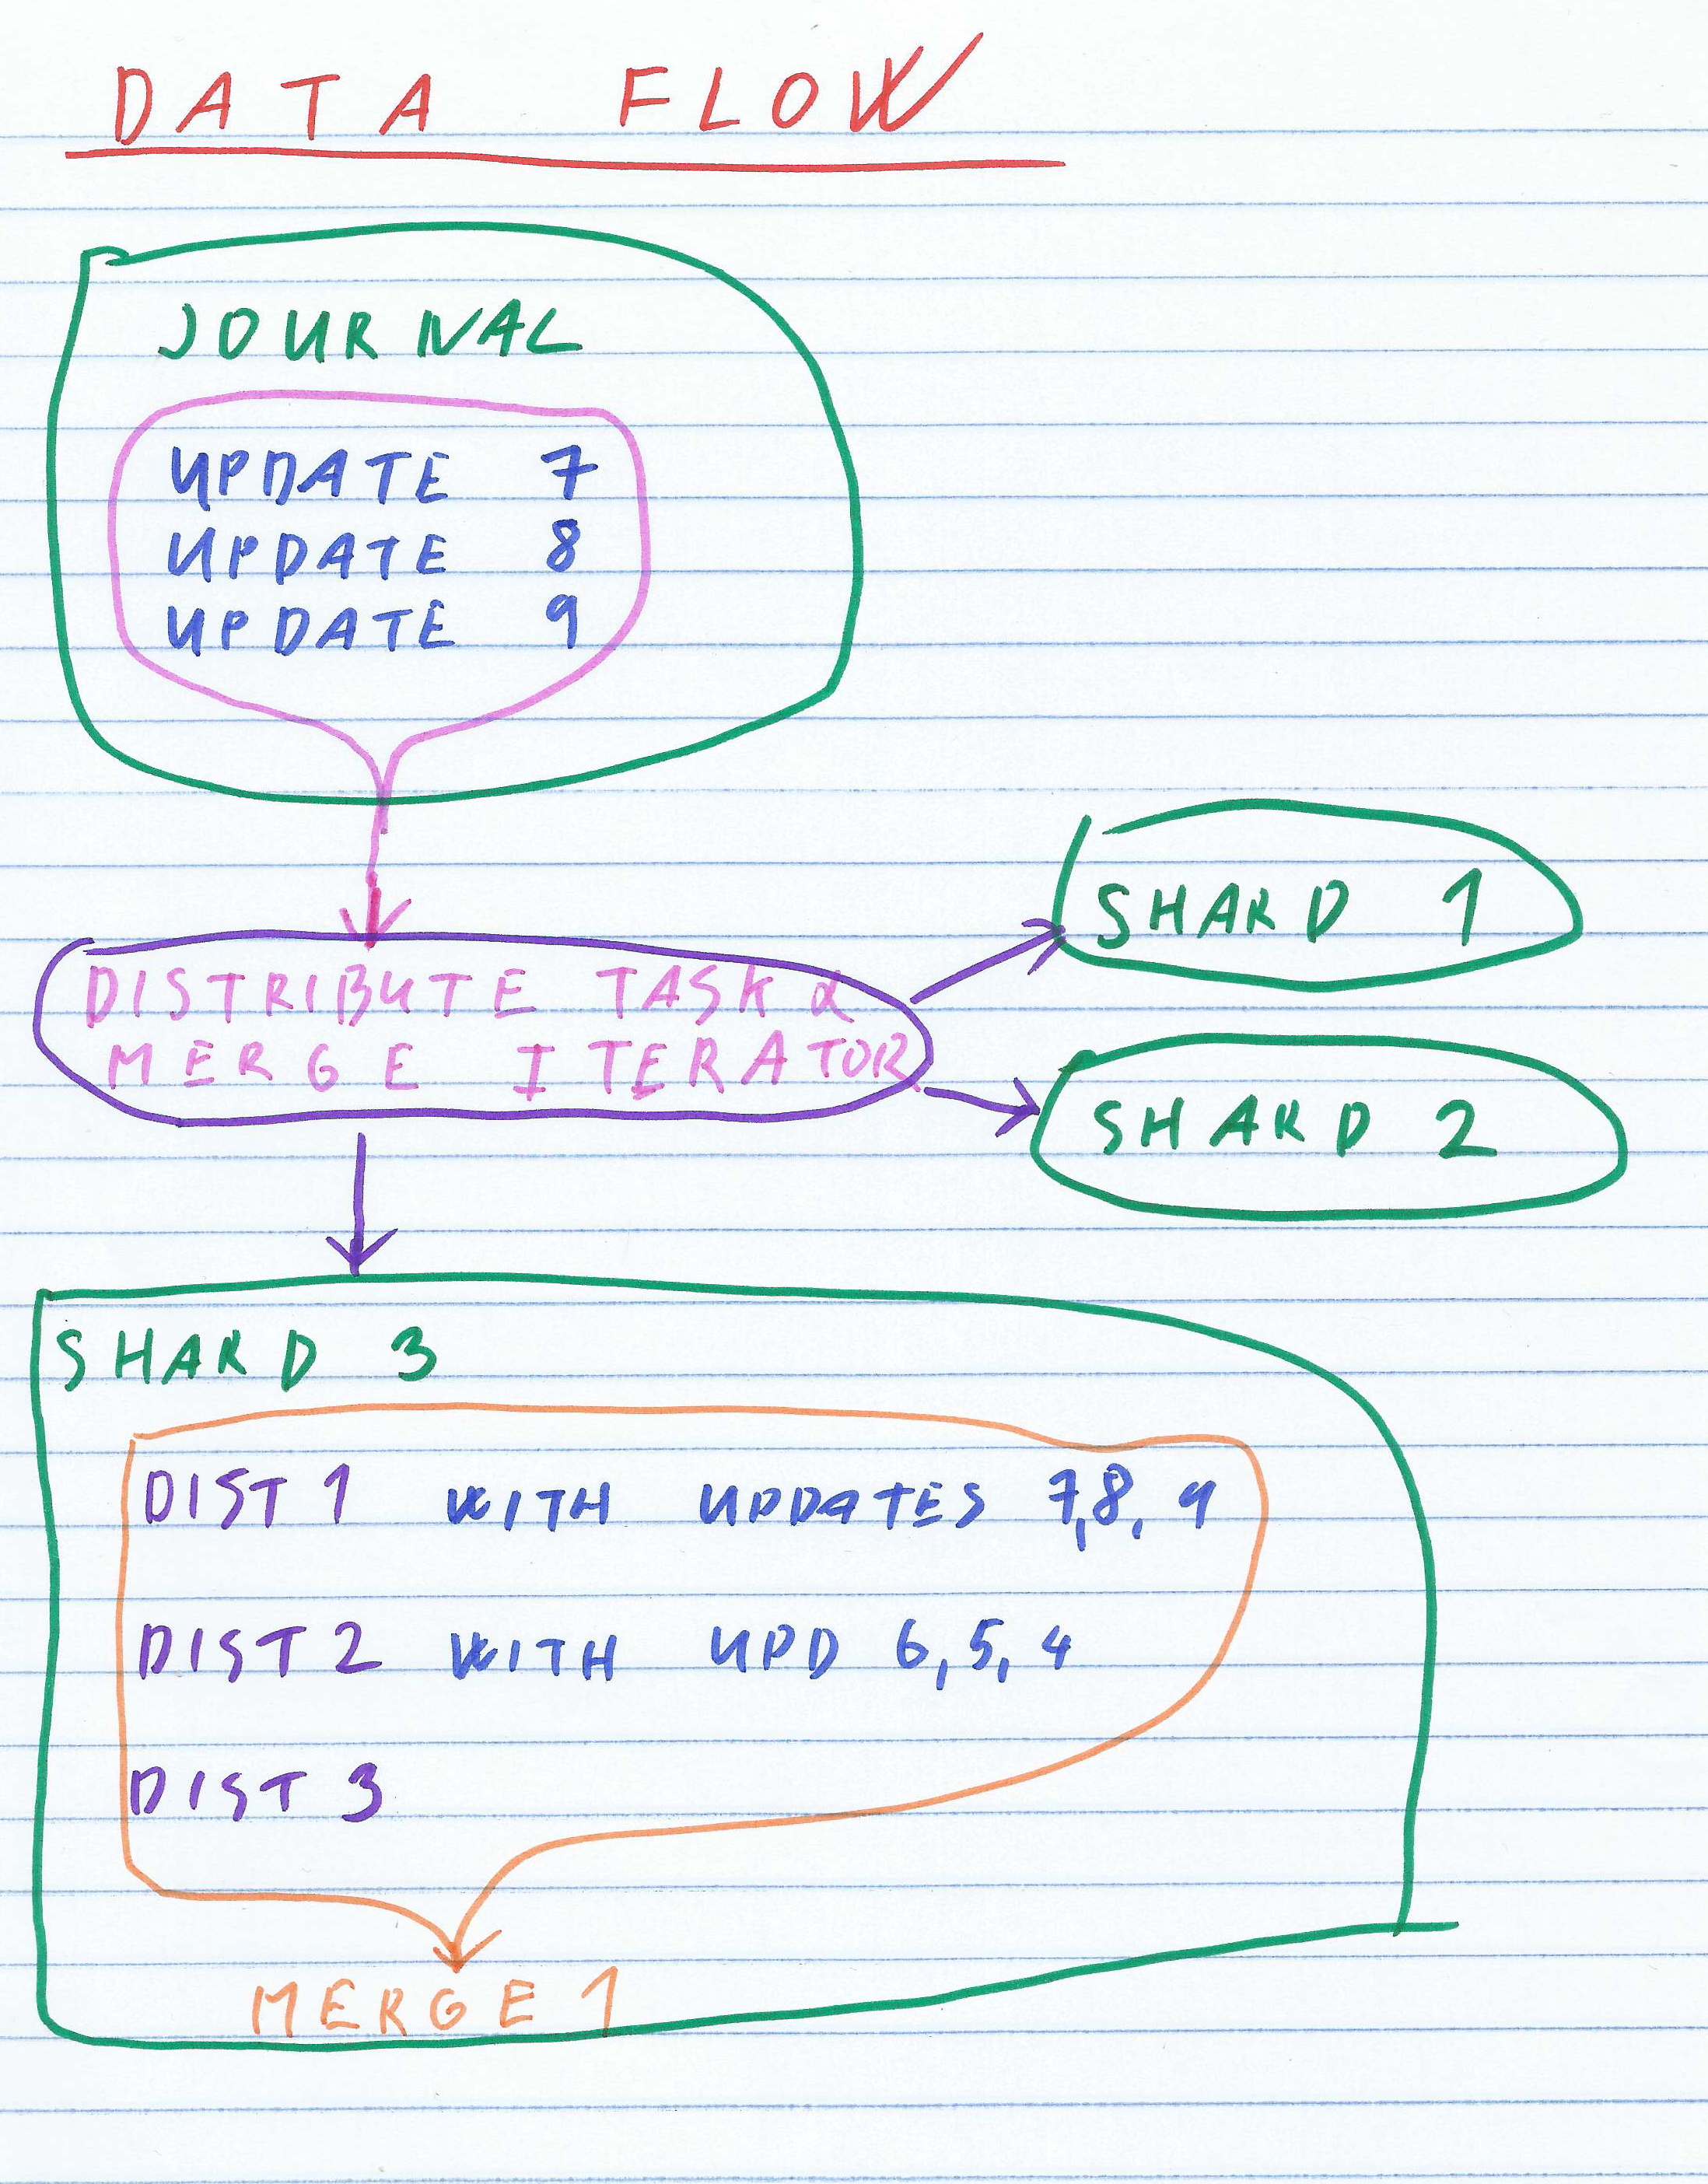 DATA FLOW
JOURNAL
UPDATE 7
UPDATE 8
UPDATE 9
DISTRIBUTE TASK &
MERGE ITERATOR
SHARD 1
SHARD 2
SHARD 3
DIST 1 WITH UPDATES 7,8,9
DIST 2 WITH UPD 6,5,4
DIST 3
MERGE 1